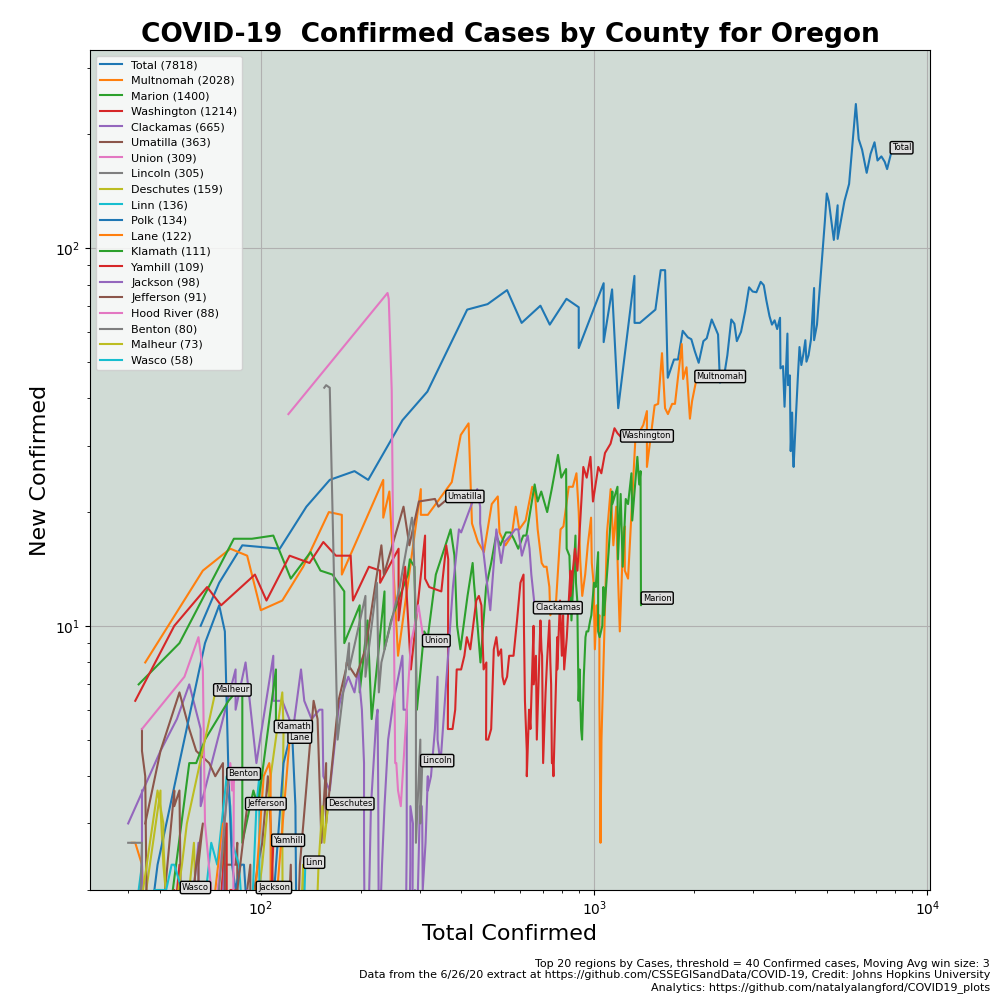 COVID-19  Confirmed Cases by County for Oregon
Total (7818)
Multnomah (2028)
Marion (1400)
Washington (1214)
Clackamas (665)
Umatilla (363)
Union (309)
Lincoln (305)
Deschutes (159)
Linn (136)
Polk (134)
Lane (122)
Klamath (111)
Yamhill (109)
Jackson (98)
Jefferson (91)
Hood River (88)
Benton (80)
Malheur (73)
Wasco (58)
Total
Multnomah
Washington
Umatilla
Marion
Clackamas
Union
Malheur
Klamath
Lane
Lincoln
Benton
Jefferson
Deschutes
Yamhill
Linn
Wasco
Jackson
10²
10¹
New Confirmed
10²
10³
10⁴
Total Confirmed
Top 20 regions by Cases, threshold = 40 Confirmed cases, Moving Avg win size: 3
Data from the 6/26/20 extract at https://github.com/CSSEGISandData/COVID-19, Credit: Johns Hopkins University
Analytics: https://github.com/natalyalangford/COVID19_plots